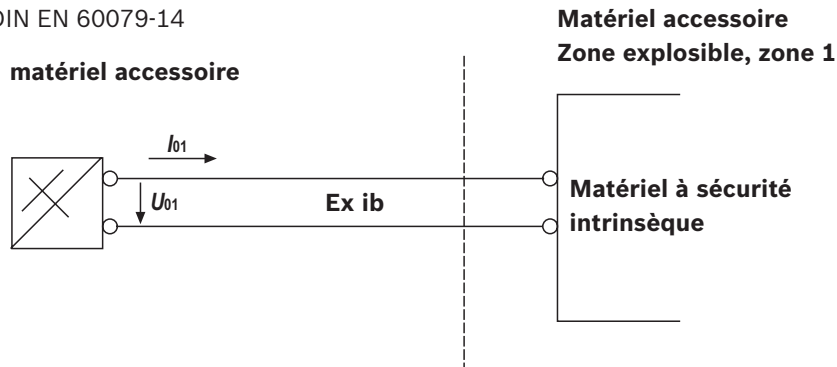 DIN EN 60079-14
matériel accessoire
Matériel accessoire
Zone explosible, zone 1
I01
U01
Ex ib
Matériel à sécurité
intrinsèque